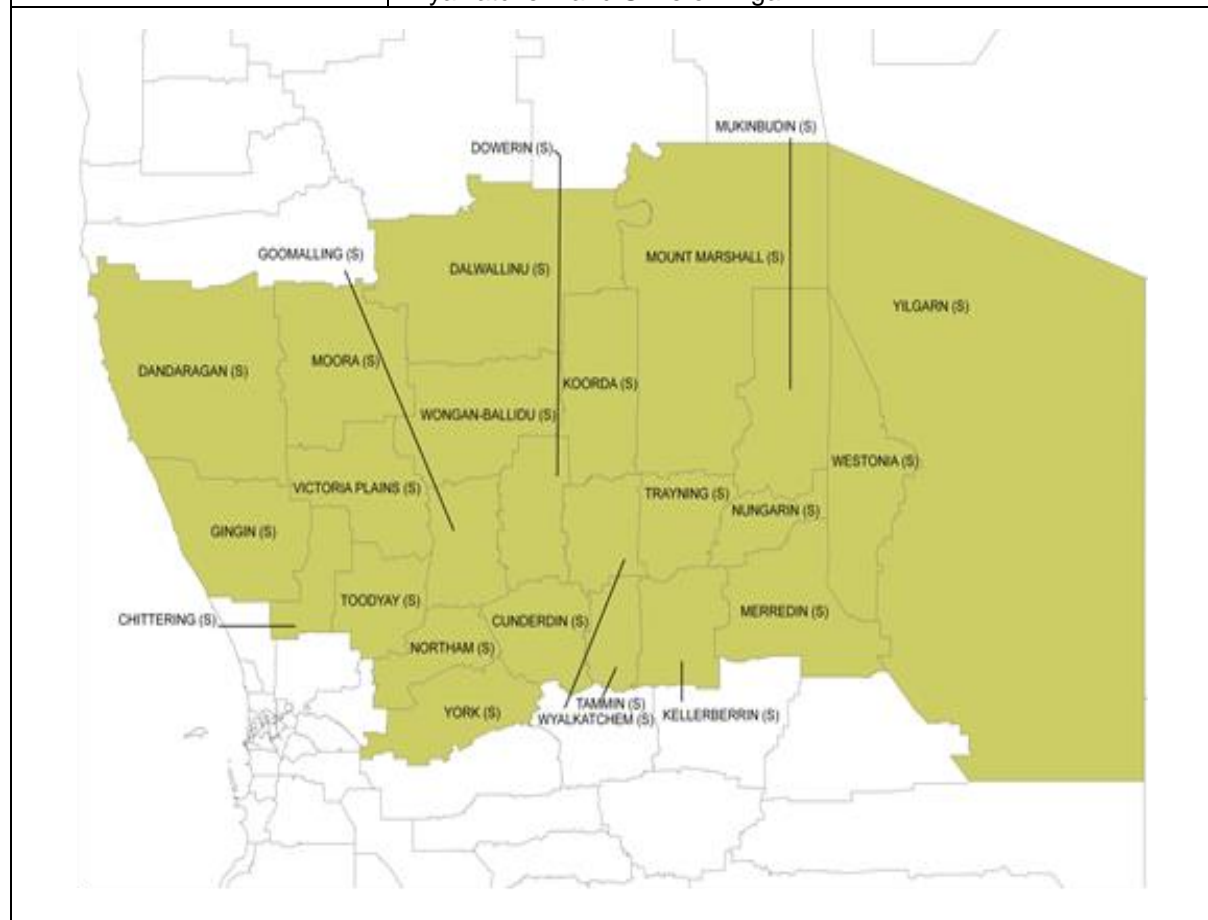 MUKINBUDIN (S)
DOWERIN (S)
GOOMALLING (S)
DALWALLINU (S)
MOUNT MARSHALL (S)
YILGARN (S)
DANDARAGAN (S)
MOORA (S)
KOORDA (S)
WONGAN-BALLIDU (S)
WESTONIA (S)
VICTORIA PLAINS (S)
TRAYNING (S)
NUNGARIN (S)
GINGIN (S)
TOODYAY (S)
CHITTERING (S)
CUNDERDIN (S)
MERREDIN (S)
NORTHAM (S)
TAMMIN (S)
YORK (S)
WYALKATCHEM (S)
KELLERBERRIN (S)